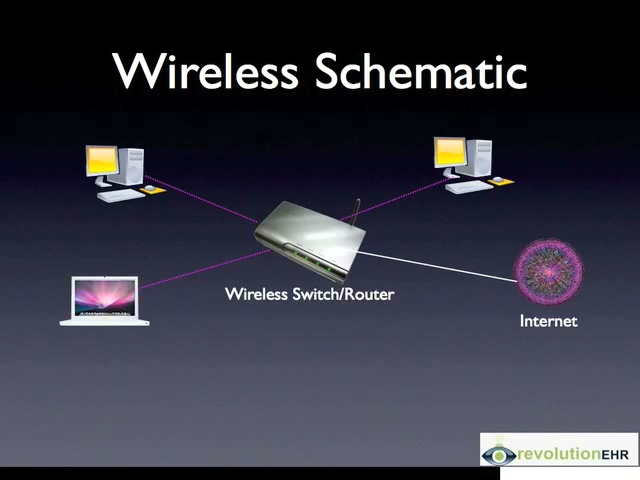 Wireless Schematic
Wireless Switch/Router
Internet
revolutionEHR